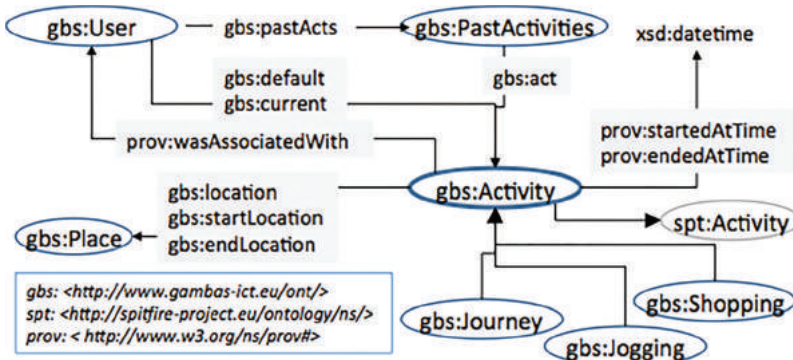 gbs:User
gbs:pastActs
gbs:PastActivities
xsd:datetime
gbs:default
gbs:current
gbs:act
prov:wasAssociatedWith
prov:startedAtTime
prov:endedAtTime
gbs:location
gbs:startLocation
gbs:endLocation
gbs:Activity
gbs:Place
spt:Activity
gbs:Journey
gbs:Jogging
gbs:Shopping
gbs: <http://www.gambas-ict.eu/ont/>
spt: <http://spitfire-project.eu/ontology/ns/>
prov: < http://www.w3.org/ns/prov#>